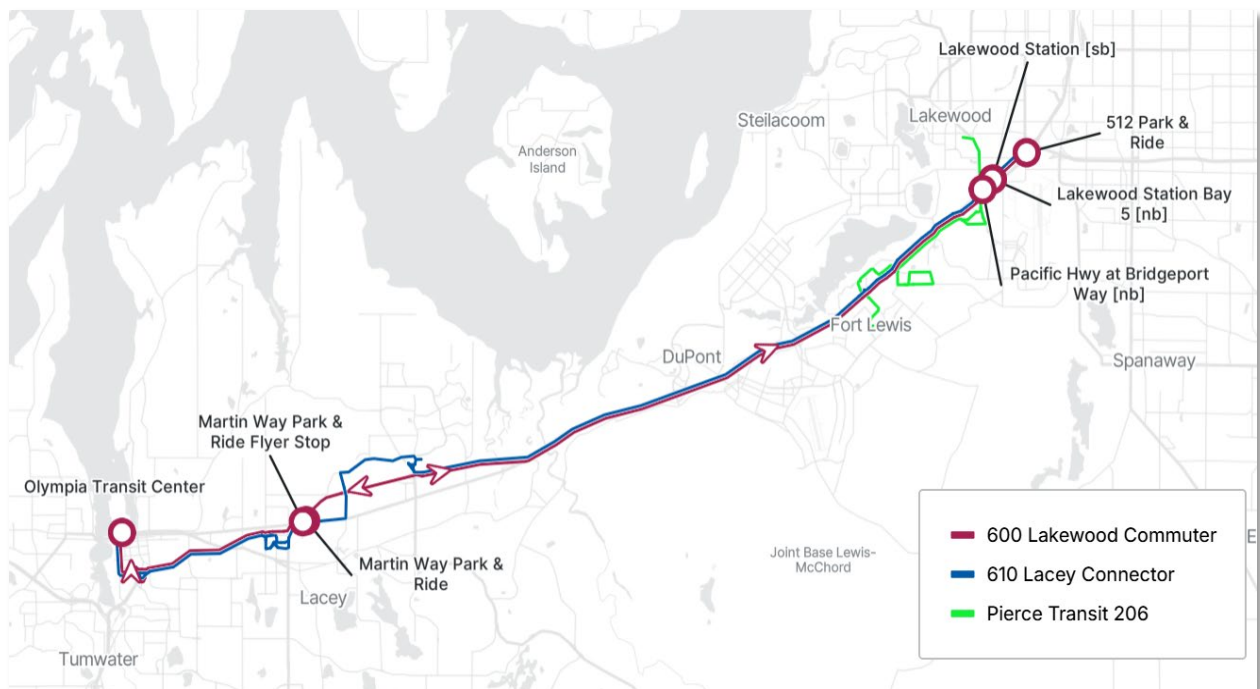 Lakewood Station [sb]
Steilacoom
Lakewood
512 Park &
Ride
Anderson
Island
Lakewood Station Bay
5 [nb]
Pacific Hwy at Bridgeport
Way [nb]
Fort Lewis
DuPont
Spanaway
Martin Way Park &
Ride Flyer Stop
Olympia Transit Center
Martin Way Park &
Ride
Lacey
Joint Base Lewis-
McChord
Tumwater
E
600 Lakewood Commuter
610 Lacey Connector
Pierce Transit 206